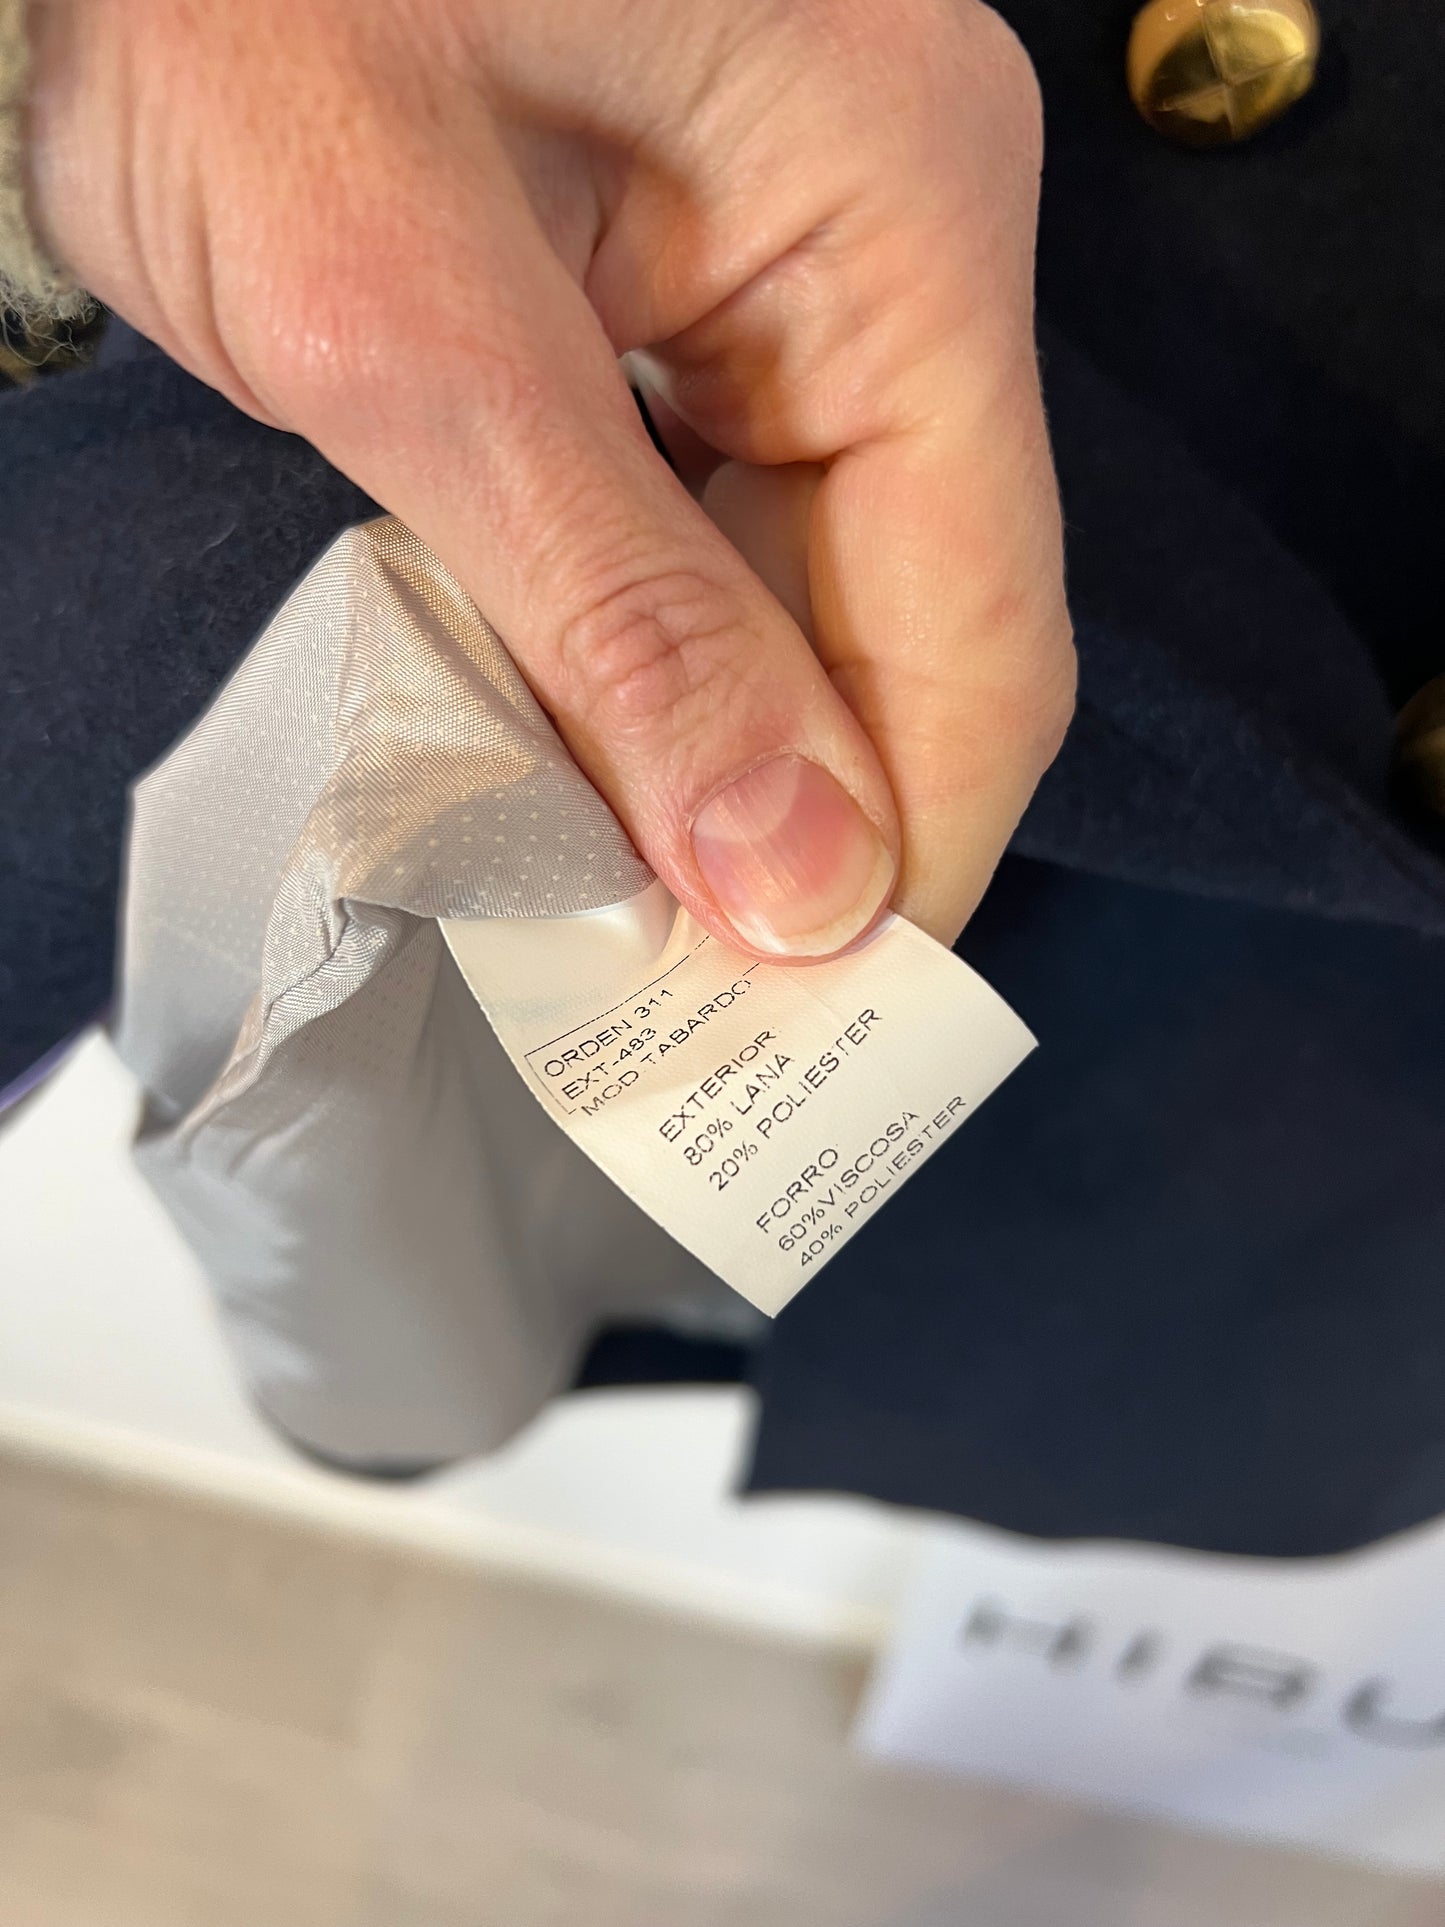 ORDEN 311
EXT-483
MOD TABARDO
EXTERIOR
80% LANA
20% POLIESTER
FORRO
60%VISCOSA
40% POLIESTER